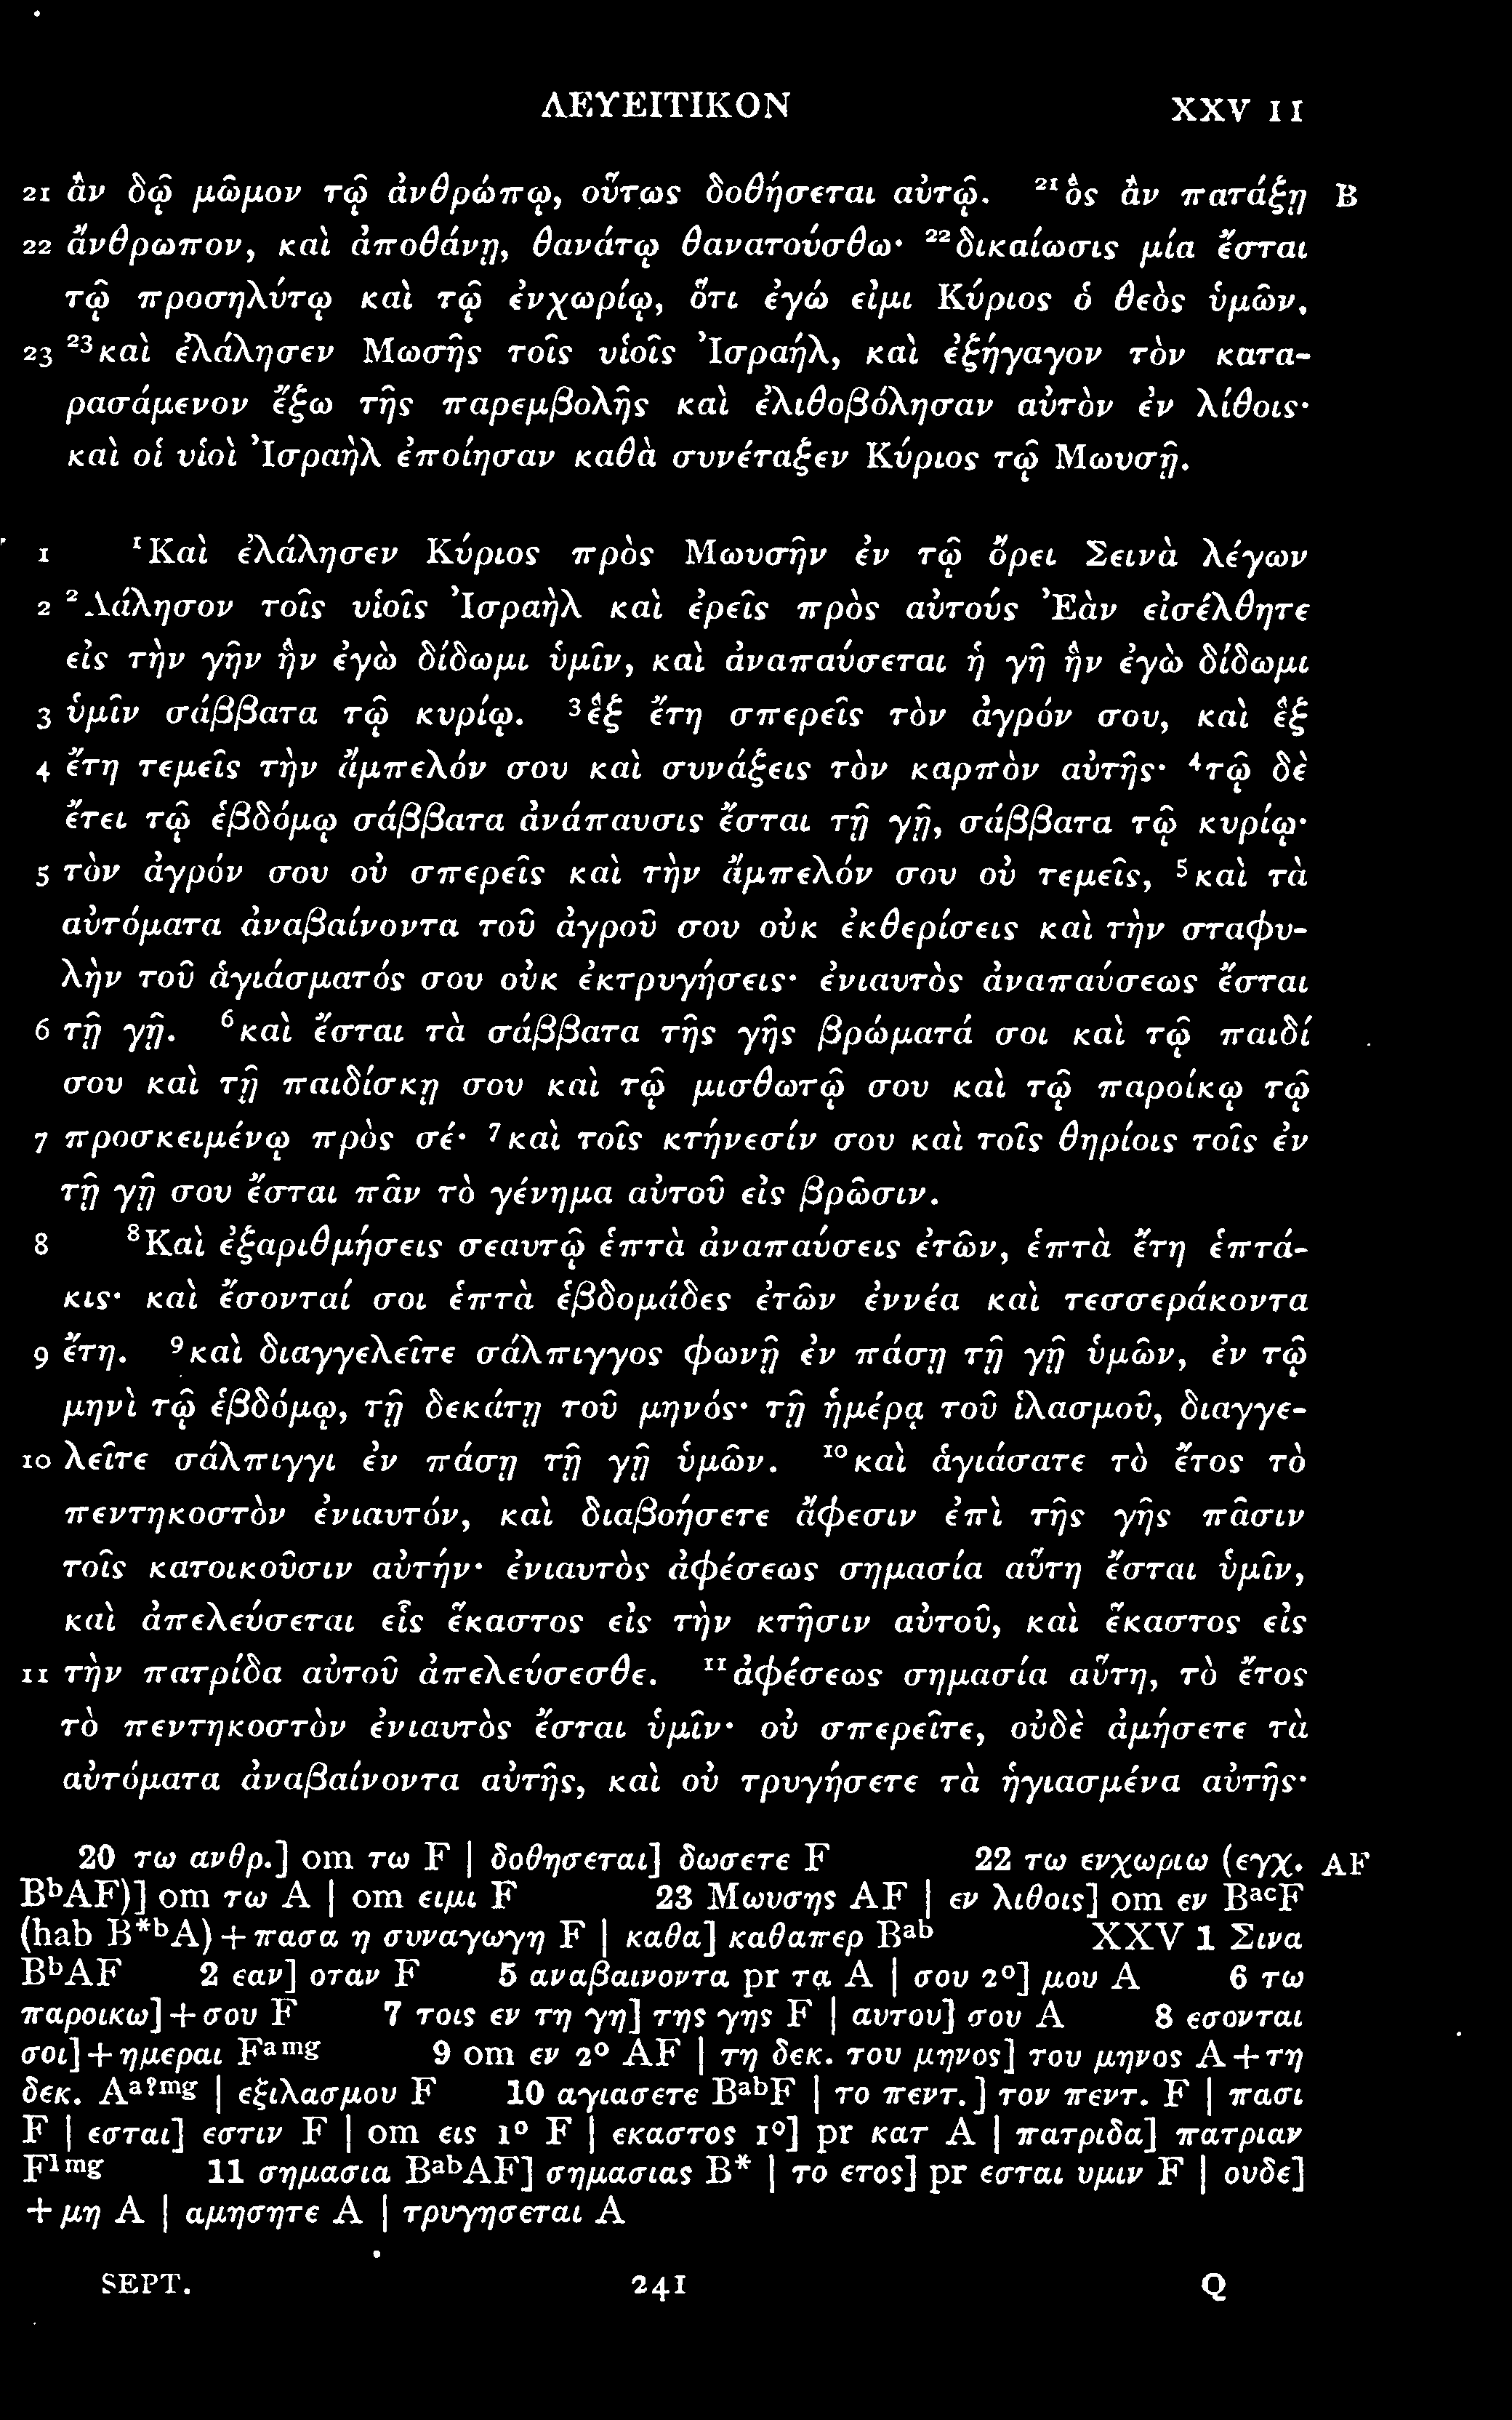 ΛΕΥΕΙΤΙΚΟΝ XXV 11
21 ἂν δῷ μῶμον τῷ ἀνθρώπῳ, οὕτως δοθήσεται αὐτῷ. ²¹ὃς ἂν πατάξῃ B
22 ἄνθρωπον, καὶ ἀποθάνῃ, θανάτῳ θανατούσθω· ²²δικαίωσις μία ἔσται
τῷ προσηλύτῳ καὶ τῷ ἐνχωρίῳ, ὅτι ἐγώ εἰμι Κύριος ὁ θεὸς ὑμῶν.
23 ²³καὶ ἐλάλησεν Μωσῆς τοῖς υἱοῖς Ἰσραήλ, καὶ ἐξήγαγον τὸν κατα-
ρασάμενον ἔξω τῆς παρεμβολῆς καὶ ἐλιθοβόλησαν αὐτὸν ἐν λίθοις·
καὶ οἱ υἱοὶ Ἰσραὴλ ἐποίησαν καθὰ συνέταξεν Κύριος τῷ Μωυσῇ.
1 ¹Καὶ ἐλάλησεν Κύριος πρὸς Μωυσῆν ἐν τῷ ὄρει Σεινὰ λέγων
2 ²Λάλησον τοῖς υἱοῖς Ἰσραὴλ καὶ ἐρεῖς πρὸς αὐτούς Ἐὰν εἰσέλθητε
εἰς τὴν γῆν ἣν ἐγὼ δίδωμι ὑμῖν, καὶ ἀναπαύσεται ἡ γῆ ἣν ἐγὼ δίδωμι
3 ὑμῖν σάββατα τῷ κυρίῳ. ³ἓξ ἔτη σπερεῖς τὸν ἀγρόν σου, καὶ ἓξ
4 ἔτη τεμεῖς τὴν ἄμπελόν σου καὶ συνάξεις τὸν καρπὸν αὐτῆς· ⁴τῷ δὲ
ἔτει τῷ ἑβδόμῳ σάββατα ἀνάπαυσις ἔσται τῇ γῇ, σάββατα τῷ κυρίῳ·
5 τὸν ἀγρόν σου οὐ σπερεῖς καὶ τὴν ἄμπελόν σου οὐ τεμεῖς, ⁵καὶ τὰ
αὐτόματα ἀναβαίνοντα τοῦ ἀγροῦ σου οὐκ ἐκθερίσεις καὶ τὴν σταφυ-
λὴν τοῦ ἁγιάσματός σου οὐκ ἐκτρυγήσεις· ἐνιαυτὸς ἀναπαύσεως ἔσται
6 τῇ γῇ. ⁶καὶ ἔσται τὰ σάββατα τῆς γῆς βρώματά σοι καὶ τῷ παιδί
σου καὶ τῇ παιδίσκῃ σου καὶ τῷ μισθωτῷ σου καὶ τῷ παροίκῳ τῷ
7 προσκειμένῳ πρὸς σέ· ⁷καὶ τοῖς κτήνεσίν σου καὶ τοῖς θηρίοις τοῖς ἐν
τῇ γῇ σου ἔσται πᾶν τὸ γένημα αὐτοῦ εἰς βρῶσιν.
8 ⁸Καὶ ἐξαριθμήσεις σεαυτῷ ἑπτὰ ἀναπαύσεις ἐτῶν, ἑπτὰ ἔτη ἑπτά-
κις· καὶ ἔσονταί σοι ἑπτὰ ἑβδομάδες ἐτῶν ἐννέα καὶ τεσσεράκοντα
9 ἔτη. ⁹καὶ διαγγελεῖτε σάλπιγγος φωνῇ ἐν πάσῃ τῇ γῇ ὑμῶν, ἐν τῷ
μηνὶ τῷ ἑβδόμῳ, τῇ δεκάτῃ τοῦ μηνός· τῇ ἡμέρᾳ τοῦ ἱλασμοῦ, διαγγε-
10 λεῖτε σάλπιγγι ἐν πάσῃ τῇ γῇ ὑμῶν. ¹⁰καὶ ἁγιάσατε τὸ ἔτος τὸ
πεντηκοστὸν ἐνιαυτόν, καὶ διαβοήσετε ἄφεσιν ἐπὶ τῆς γῆς πᾶσιν
τοῖς κατοικοῦσιν αὐτήν· ἐνιαυτὸς ἀφέσεως σημασία αὕτη ἔσται ὑμῖν,
καὶ ἀπελεύσεται εἷς ἕκαστος εἰς τὴν κτῆσιν αὐτοῦ, καὶ ἕκαστος εἰς
11 τὴν πατρίδα αὐτοῦ ἀπελεύσεσθε. ¹¹ἀφέσεως σημασία αὕτη, τὸ ἔτος
τὸ πεντηκοστὸν ἐνιαυτὸς ἔσται ὑμῖν· οὐ σπερεῖτε, οὐδὲ ἀμήσετε τὰ
αὐτόματα ἀναβαίνοντα αὐτῆς, καὶ οὐ τρυγήσετε τὰ ἡγιασμένα αὐτῆς·
20 τω ανθρ.] om τω F | δοθησεται] δωσετε F 22 τω ενχωριω (εγχ. AF
BᵇAF)] om τω A | om ειμι F 23 Μωυσης AF | εν λιθοις] om εν BᵃᶜF
(hab B*ᵇA) + πασα η συναγωγη F | καθα] καθαπερ Bᵃᵇ XXV 1 Σινα
BᵇAF 2 εαν] οταν F 5 αναβαινοντα pr τα A | σου 2°] μου A 6 τω
παροικω] + σου F 7 τοις εν τη γη] της γης F | αυτου] σου A 8 εσονται
σοι] + ημεραι Fᵃᵐᵍ 9 om εν 2° AF | τη δεκ. του μηνος] του μηνος A + τη
δεκ. Aᵃ?ᵐᵍ | εξιλασμου F 10 αγιασετε BᵃᵇF | το πεντ.] τον πεντ. F | πασι
F | εσται] εστιν F | om εις 1° F | εκαστος 1°] pr κατ A | πατριδα] πατριαν
F¹ᵐᵍ 11 σημασια BᵃᵇAF] σημασιας B* | το ετος] pr εσται υμιν F | ουδε]
+ μη A | αμησητε A | τρυγησεται A
SEPT. 241 Q